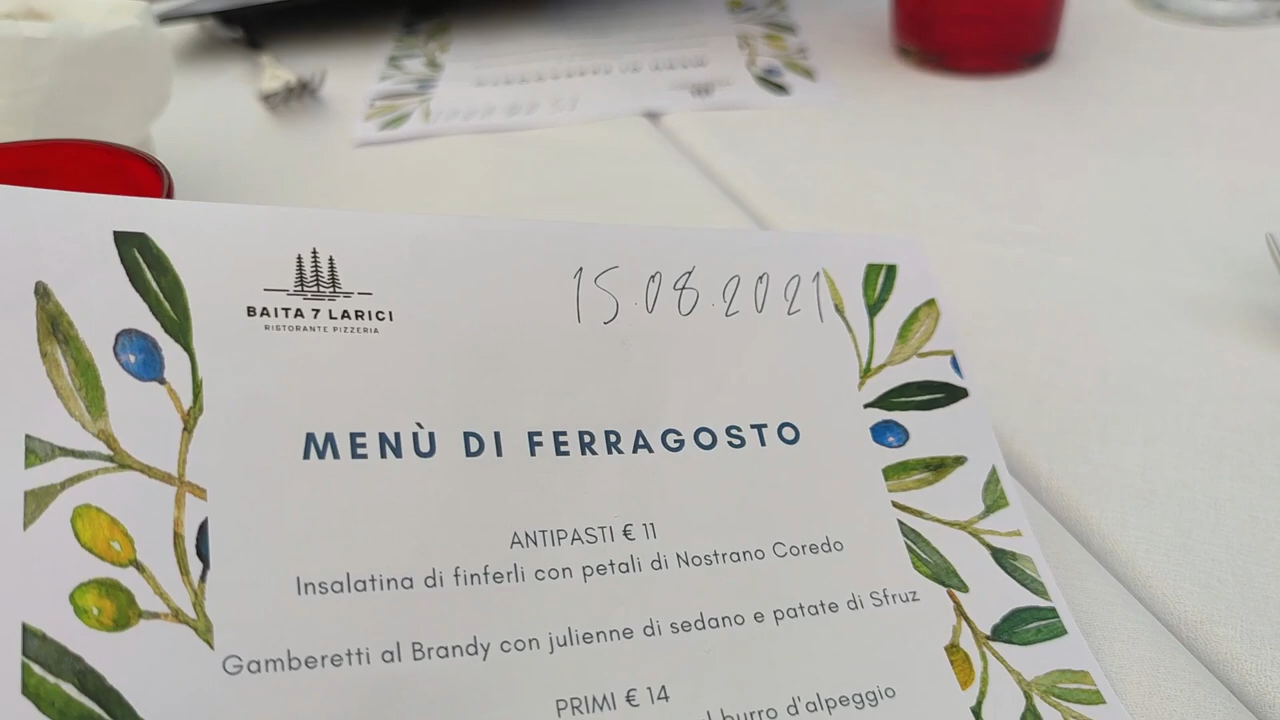 BAITA 7 LARICI
RISTORANTE PIZZERIA
15.08.2021
MENÙ DI FERRAGOSTO
ANTIPASTI € 11
Insalatina di finferli con petali di Nostrano Coredo
Gamberetti al Brandy con julienne di sedano e patate di Sfruz
PRIMI € 14
burro d'alpeggio